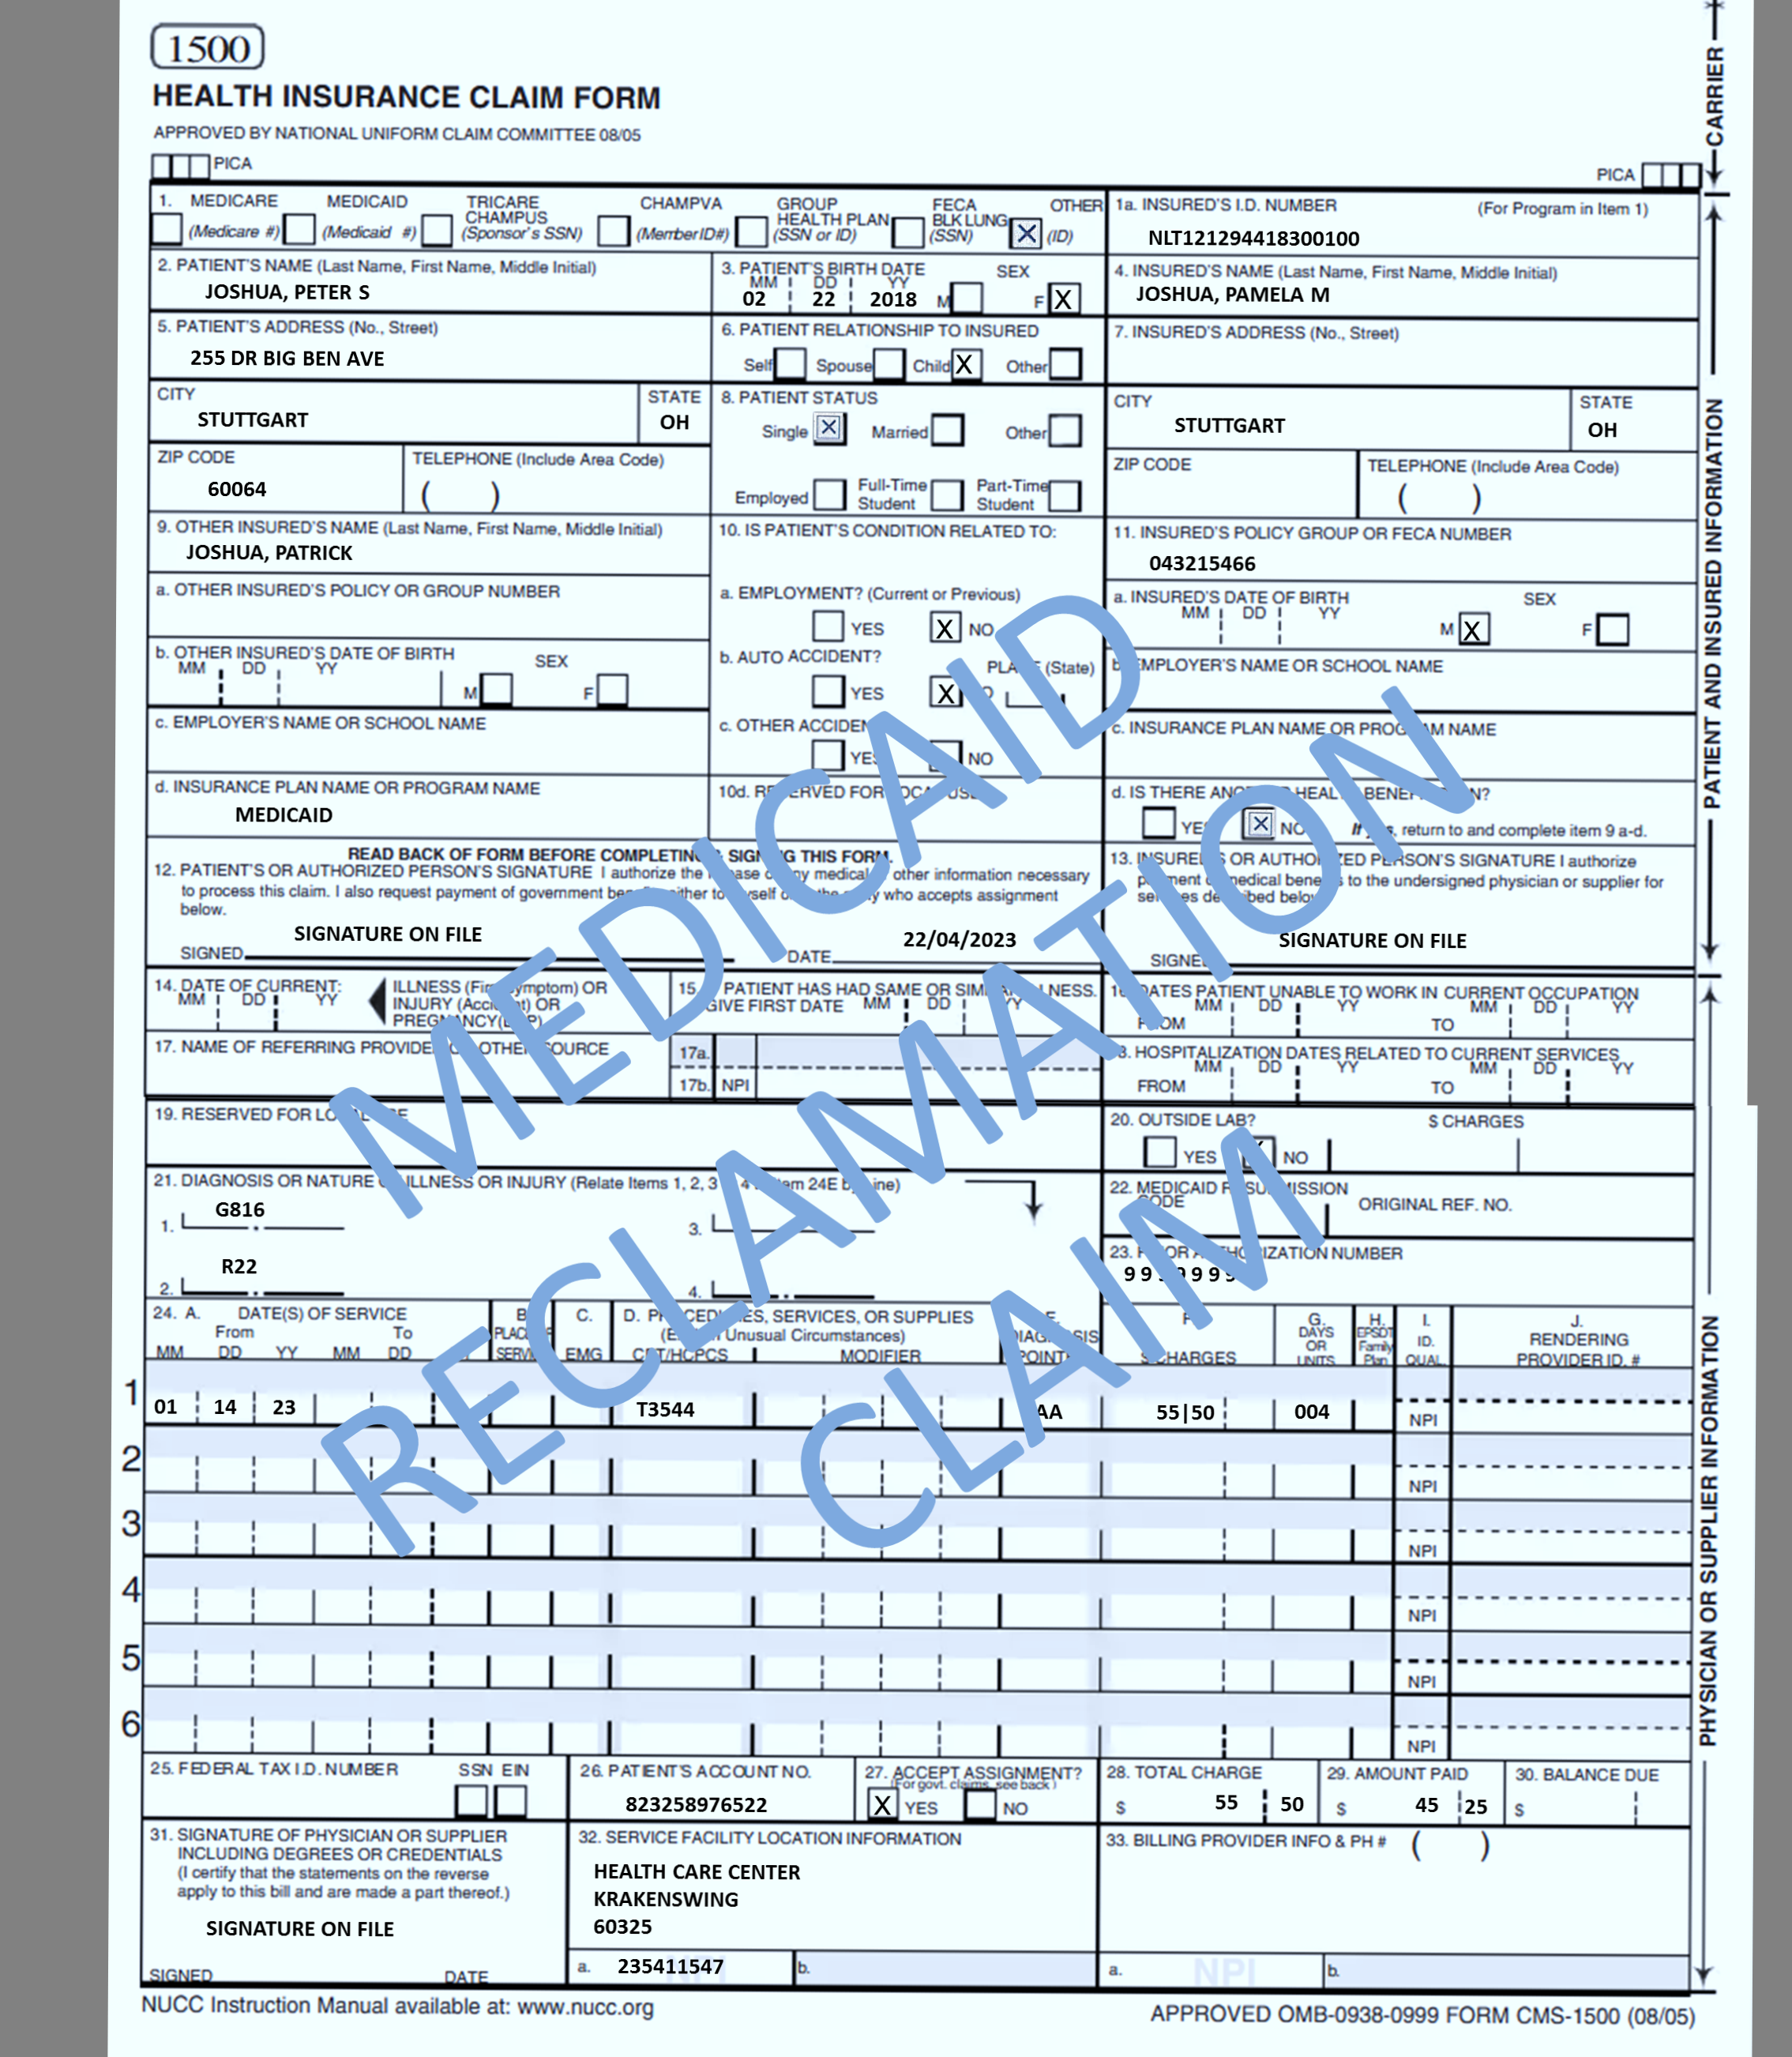 1500
HEALTH INSURANCE CLAIM FORM
APPROVED BY NATIONAL UNIFORM CLAIM COMMITTEE 08/05
PICA
PICA
CARRIER
1. MEDICARE MEDICAID TRICARE CHAMPUS CHAMPVA GROUP HEALTH PLAN FECA BLK LUNG OTHER
(Medicare #) (Medicaid #) (Sponsor's SSN) (Member ID#) (SSN or ID) (SSN) X (ID)
1a. INSURED'S I.D. NUMBER (For Program in Item 1)
NLT121294418300100
2. PATIENT'S NAME (Last Name, First Name, Middle Initial)
JOSHUA, PETER S
3. PATIENT'S BIRTH DATE SEX
MM DD YY
02 22 2018 M F X
4. INSURED'S NAME (Last Name, First Name, Middle Initial)
JOSHUA, PAMELA M
5. PATIENT'S ADDRESS (No., Street)
255 DR BIG BEN AVE
6. PATIENT RELATIONSHIP TO INSURED
Self Spouse Child X Other
7. INSURED'S ADDRESS (No., Street)
CITY
STUTTGART
STATE
OH
8. PATIENT STATUS
Single X Married Other
Employed Full-Time Student Part-Time Student
CITY
STUTTGART
STATE
OH
ZIP CODE
60064
TELEPHONE (Include Area Code)
( )
ZIP CODE
TELEPHONE (Include Area Code)
( )
9. OTHER INSURED'S NAME (Last Name, First Name, Middle Initial)
JOSHUA, PATRICK
10. IS PATIENT'S CONDITION RELATED TO:
11. INSURED'S POLICY GROUP OR FECA NUMBER
043215466
a. OTHER INSURED'S POLICY OR GROUP NUMBER
a. EMPLOYMENT? (Current or Previous)
YES X NO
a. INSURED'S DATE OF BIRTH SEX
MM DD YY M X F
b. OTHER INSURED'S DATE OF BIRTH SEX
MM DD YY M F
b. AUTO ACCIDENT? PLACE (State)
YES X
b. EMPLOYER'S NAME OR SCHOOL NAME
c. EMPLOYER'S NAME OR SCHOOL NAME
c. OTHER ACCIDENT
YES NO
c. INSURANCE PLAN NAME OR PROGRAM NAME
d. INSURANCE PLAN NAME OR PROGRAM NAME
MEDICAID
10d. RESERVED FOR LOCAL USE
d. IS THERE ANOTHER HEALTH BENEFIT PLAN?
YES X NO If yes, return to and complete item 9 a-d.
READ BACK OF FORM BEFORE COMPLETING & SIGNING THIS FORM.
12. PATIENT'S OR AUTHORIZED PERSON'S SIGNATURE I authorize the release of any medical or other information necessary
to process this claim. I also request payment of government benefits either to myself or to the party who accepts assignment
below.
SIGNATURE ON FILE 22/04/2023
SIGNED DATE
13. INSURED'S OR AUTHORIZED PERSON'S SIGNATURE I authorize
payment of medical benefits to the undersigned physician or supplier for
services described below.
SIGNATURE ON FILE
SIGNED
PATIENT AND INSURED INFORMATION
14. DATE OF CURRENT:
MM DD YY
ILLNESS (First symptom) OR
INJURY (Accident) OR
PREGNANCY(LMP)
15. PATIENT HAS HAD SAME OR SIMILAR ILLNESS.
GIVE FIRST DATE MM DD YY
16. DATES PATIENT UNABLE TO WORK IN CURRENT OCCUPATION
MM DD YY MM DD YY
FROM TO
17. NAME OF REFERRING PROVIDER OR OTHER SOURCE
17a.
17b. NPI
18. HOSPITALIZATION DATES RELATED TO CURRENT SERVICES
MM DD YY MM DD YY
FROM TO
19. RESERVED FOR LOCAL USE
20. OUTSIDE LAB? $ CHARGES
YES NO
21. DIAGNOSIS OR NATURE OF ILLNESS OR INJURY (Relate Items 1, 2, 3 or 4 to Item 24E by Line)
G816
1. 3.
R22
2. 4.
22. MEDICAID RESUBMISSION
CODE ORIGINAL REF. NO.
23. PRIOR AUTHORIZATION NUMBER
24. A. DATE(S) OF SERVICE
From To
MM DD YY MM DD
B. PLACE OF SERVICE
C. EMG
D. PROCEDURES, SERVICES, OR SUPPLIES
(Explain Unusual Circumstances)
CPT/HCPCS MODIFIER
E. DIAGNOSIS POINTER
F. $ CHARGES
G. DAYS OR UNITS
H. EPSDT Family Plan
I. ID. QUAL.
J. RENDERING PROVIDER ID. #
1 01 14 23 T3544 AA 55|50 004 NPI
2 NPI
3 NPI
4 NPI
5 NPI
6 NPI
PHYSICIAN OR SUPPLIER INFORMATION
25. FEDERAL TAX I.D. NUMBER SSN EIN
26. PATIENT'S ACCOUNT NO.
823258976522
27. ACCEPT ASSIGNMENT?
(For govt. claims, see back)
X YES NO
28. TOTAL CHARGE
$ 55 50
29. AMOUNT PAID
$ 45 25
30. BALANCE DUE
$
31. SIGNATURE OF PHYSICIAN OR SUPPLIER
INCLUDING DEGREES OR CREDENTIALS
(I certify that the statements on the reverse
apply to this bill and are made a part thereof.)
SIGNATURE ON FILE
SIGNED DATE
32. SERVICE FACILITY LOCATION INFORMATION
HEALTH CARE CENTER
KRAKENSWING
60325
a. 235411547 NPI b.
33. BILLING PROVIDER INFO & PH # ( )
a. NPI b.
NUCC Instruction Manual available at: www.nucc.org
APPROVED OMB-0938-0999 FORM CMS-1500 (08/05)
MEDICAID
RECLAMATION
CLAIM